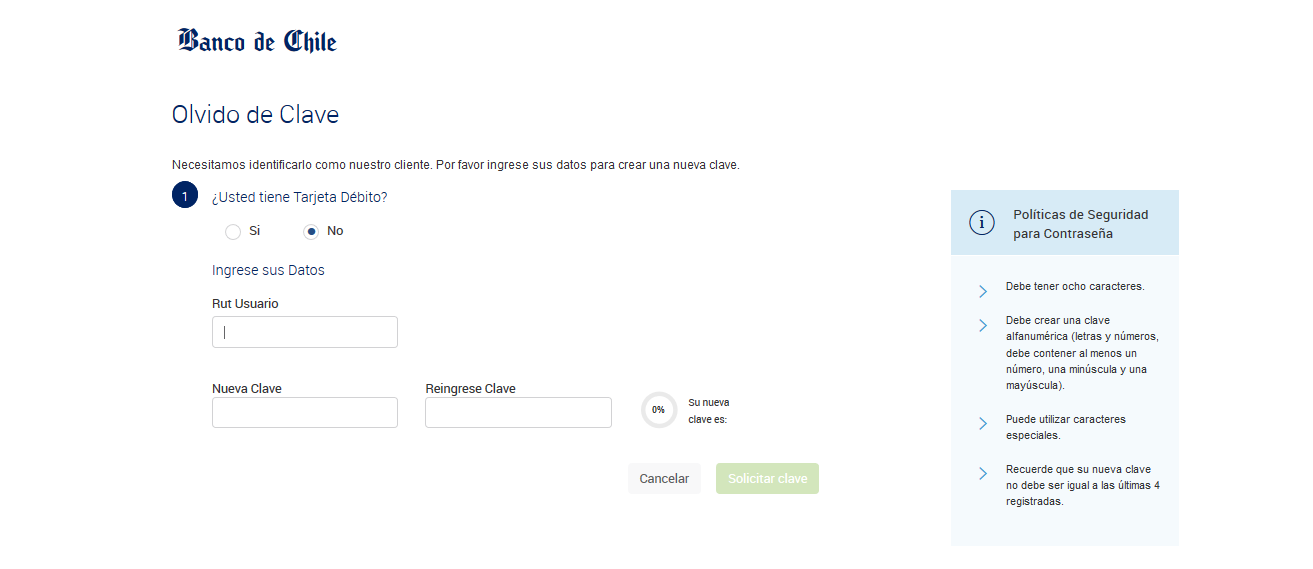 Banco de Chile
Olvido de Clave
Necesitamos identificarlo como nuestro cliente. Por favor ingrese sus datos para crear una nueva clave.
1
¿Usted tiene Tarjeta Débito?
Si
No
Ingrese sus Datos
Rut Usuario
Nueva Clave
Reingrese Clave
0%
Su nueva
clave es:
Cancelar
Solicitar clave
i
Políticas de Seguridad
para Contraseña
Debe tener ocho caracteres.
Debe crear una clave
alfanumérica (letras y números,
debe contener al menos un
número, una minúscula y una
mayúscula).
Puede utilizar caracteres
especiales.
Recuerde que su nueva clave
no debe ser igual a las últimas 4
registradas.